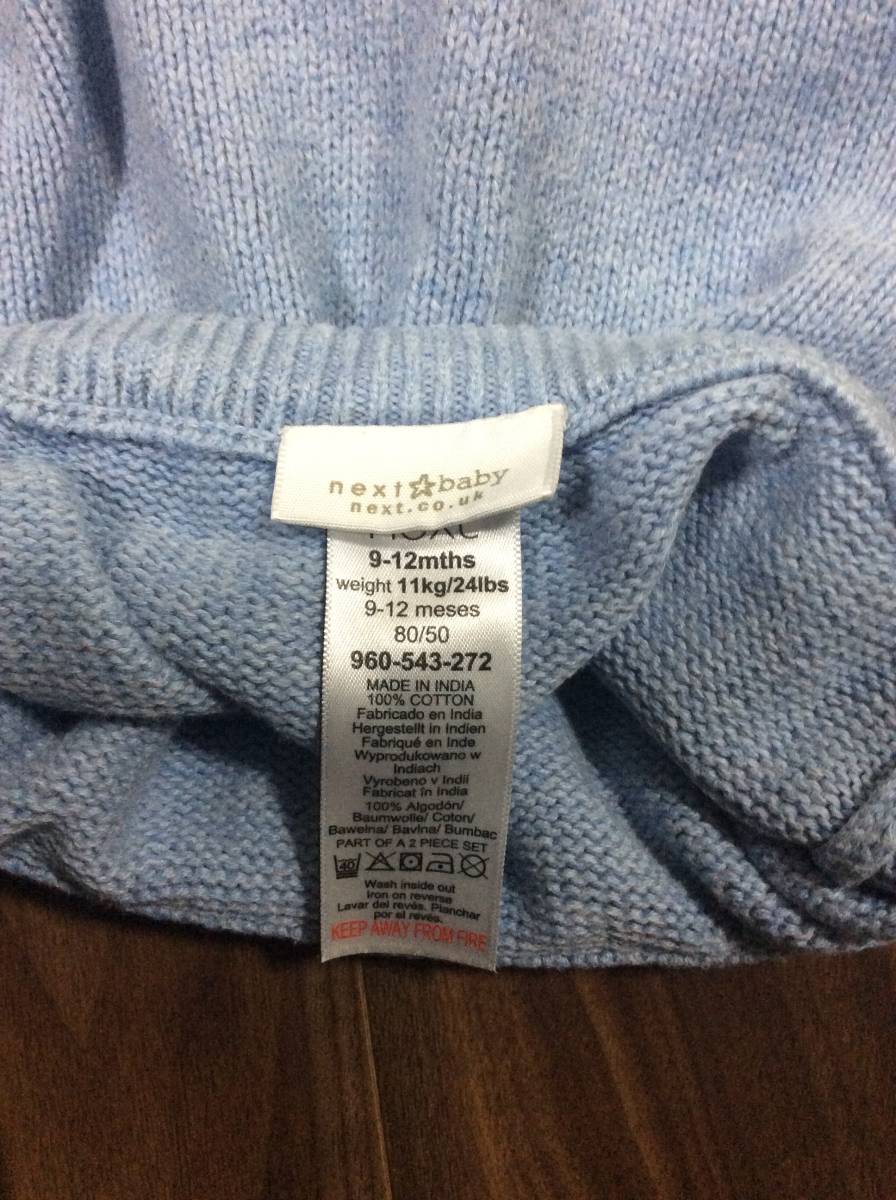 next baby
next.co.uk
9-12mths
weight 11kg/24lbs
9-12 meses
80/50
960-543-272
MADE IN INDIA
100% COTTON
Fabricado en India
Hergestellt in Indien
Fabriqué en Inde
Wyprodukowano w
Indiach
Vyrobeno v Indii
Fabricat în India
100% Algodón/
Baumwolle/ Coton/
Bawełna/ Bavlna/ Bumbac
PART OF A 2 PIECE SET
40
Wash inside out
Iron on reverse
Lavar del revés. Planchar
por el revés.
KEEP AWAY FROM FIRE